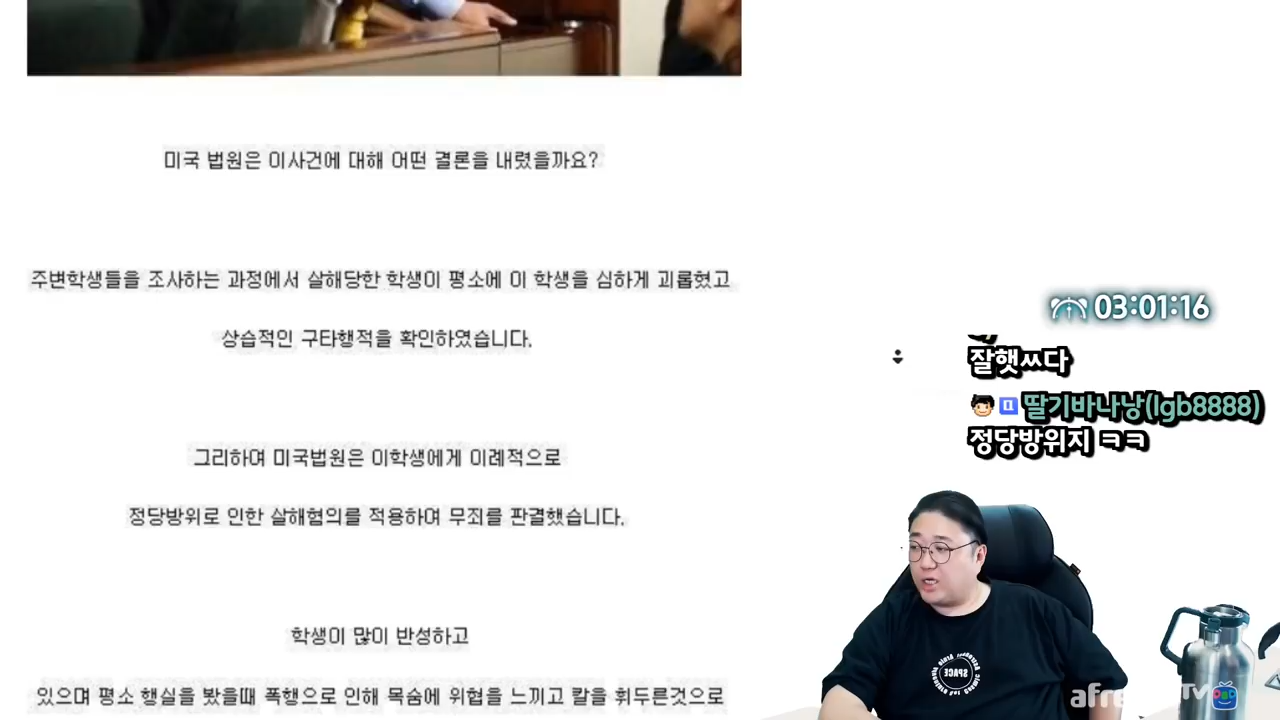 미국 법원은 이사건에 대해 어떤 결론을 내렸을까요?
주변학생들을 조사하는 과정에서 살해당한 학생이 평소에 이 학생을 심하게 괴롭혔고
상습적인 구타행적을 확인하였습니다.
그리하여 미국법원은 이학생에게 이례적으로
정당방위로 인한 살해혐의를 적용하여 무죄를 판결했습니다.
학생이 많이 반성하고
있으며 평소 행실을 봤을때 폭행으로 인해 목숨에 위협을 느끼고 칼을 휘두른것으로
03:01:16
잘햇ㅆ다
딸기바나낭(lgb8888)
정당방위지 ㅋㅋ
SPACE
TV